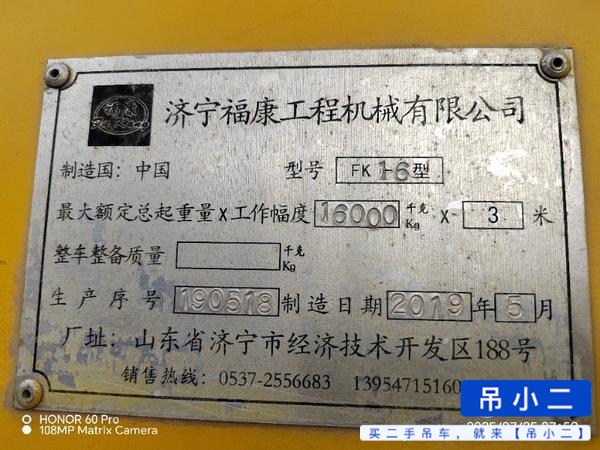 福康
济宁福康工程机械有限公司
制造国：中国 型号 FK 16型
最大额定总起重量x工作幅度 16000 千克 Kg x 3 米
整车整备质量 千克 Kg
生产序号 190518 制造日期 2019 年 5 月
厂址：山东省济宁市经济技术开发区188号
销售热线：0537-2556683 1395471516
吊小二
HONOR 60 Pro
108MP Matrix Camera
买二手吊车，就来【吊小二】